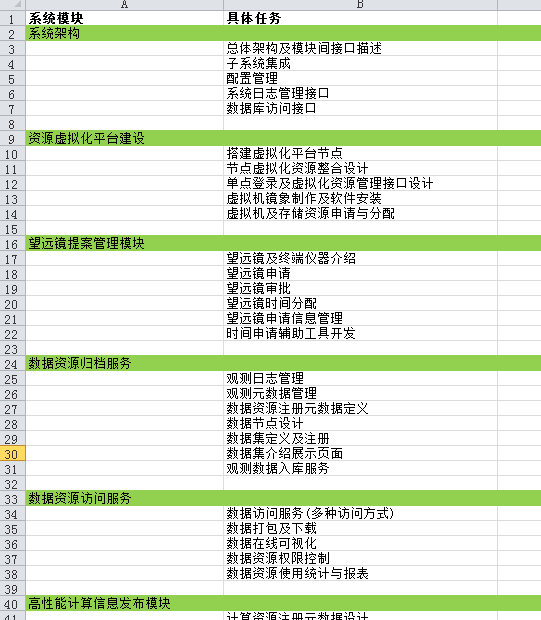 A B
1 系统模块 具体任务
2 系统架构
3 总体架构及模块间接口描述
4 子系统集成
5 配置管理
6 系统日志管理接口
7 数据库访问接口
8
9 资源虚拟化平台建设
10 搭建虚拟化平台节点
11 节点虚拟化资源整合设计
12 单点登录及虚拟化资源管理接口设计
13 虚拟机镜象制作及软件安装
14 虚拟机及存储资源申请与分配
15
16 望远镜提案管理模块
17 望远镜及终端仪器介绍
18 望远镜申请
19 望远镜审批
20 望远镜时间分配
21 望远镜申请信息管理
22 时间申请辅助工具开发
23
24 数据资源归档服务
25 观测日志管理
26 观测元数据管理
27 数据资源注册元数据定义
28 数据节点设计
29 数据集定义及注册
30 数据集介绍展示页面
31 观测数据入库服务
32
33 数据资源访问服务
34 数据访问服务(多种访问方式)
35 数据打包及下载
36 数据在线可视化
37 数据资源权限控制
38 数据资源使用统计与报表
39
40 高性能计算信息发布模块
41 计算资源注册元数据设计